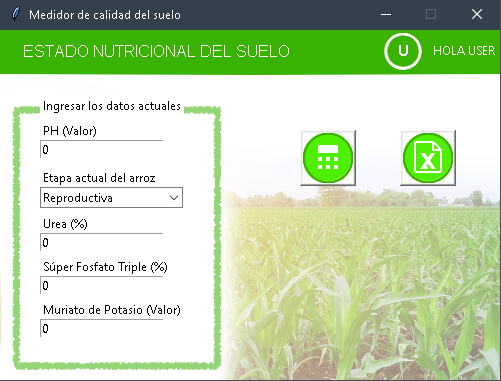 Medidor de calidad del suelo
ESTADO NUTRICIONAL DEL SUELO
U
HOLA USER
Ingresar los datos actuales
PH (Valor)
0
Etapa actual del arroz
Reproductiva
Urea (%)
0
Súper Fosfato Triple (%)
0
Muriato de Potasio (Valor)
0
X